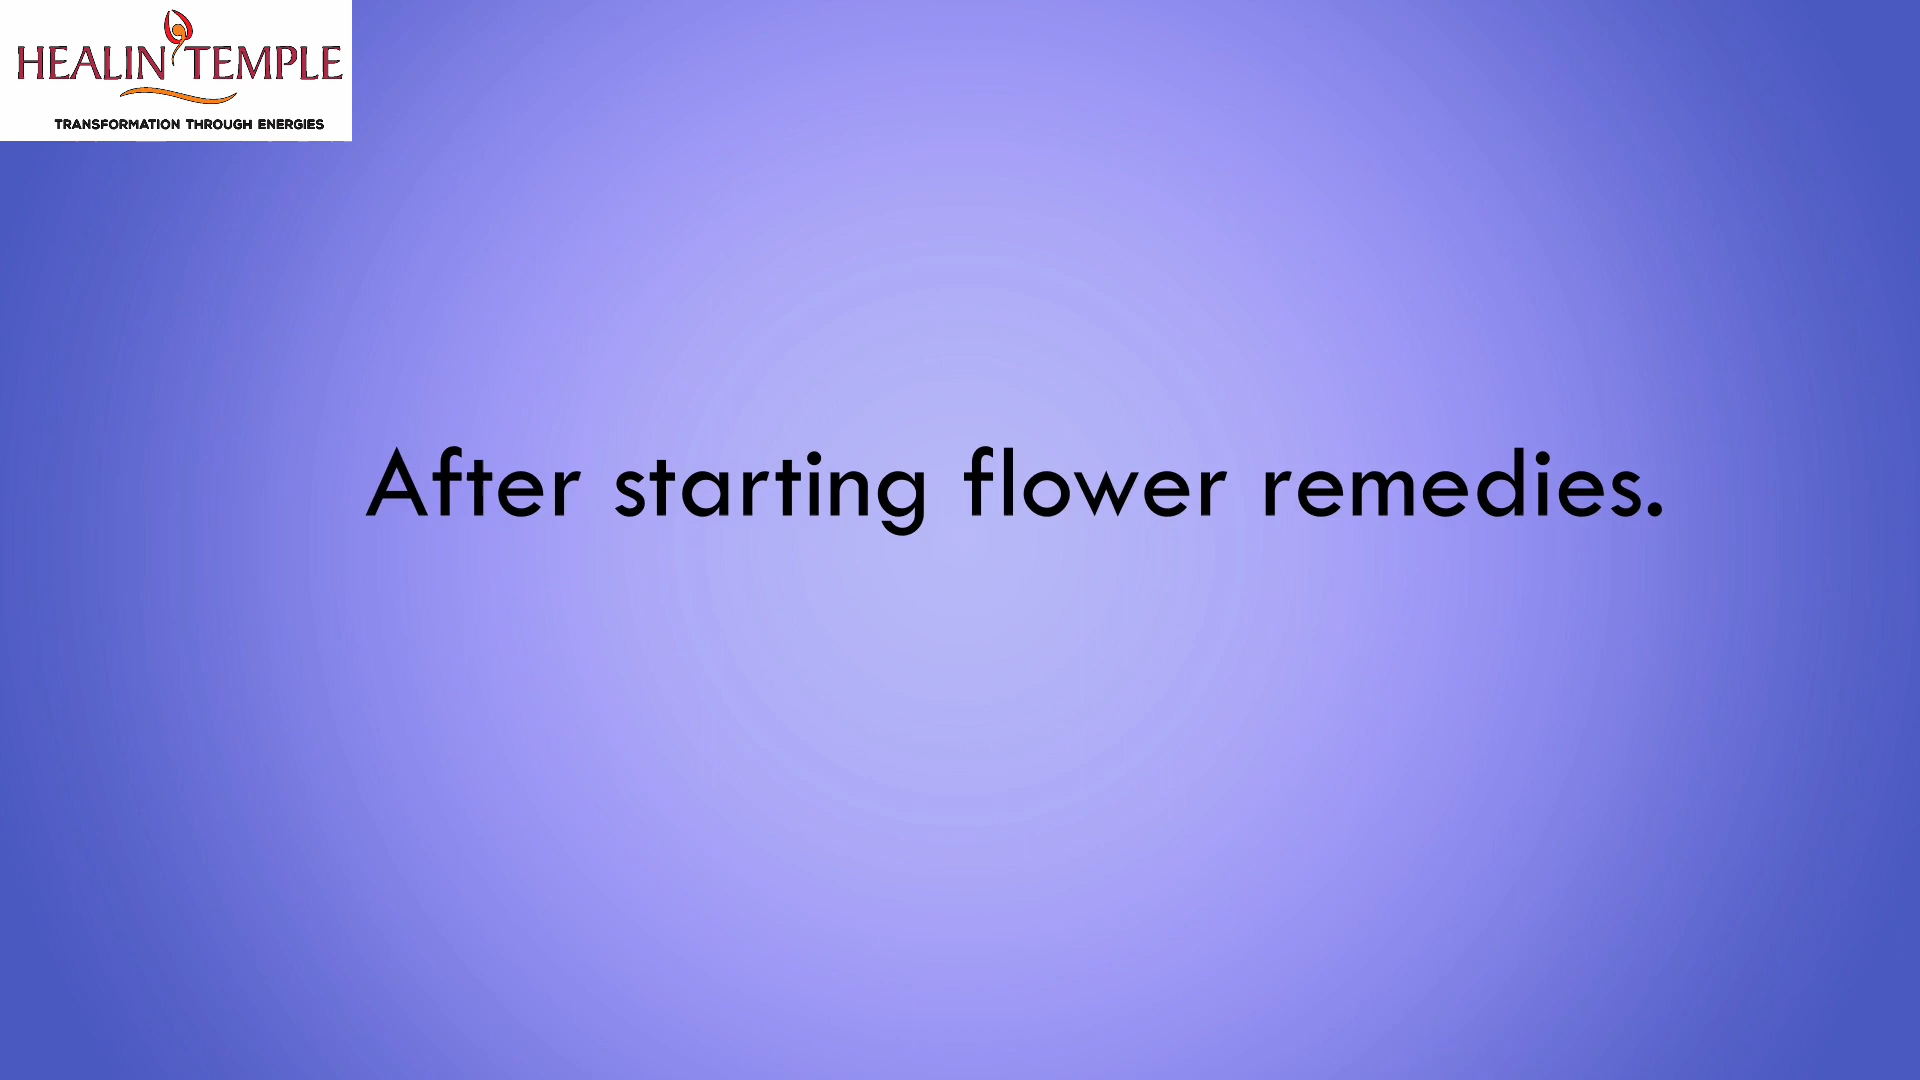 HEALIN TEMPLE
TRANSFORMATION THROUGH ENERGIES
After starting flower remedies.